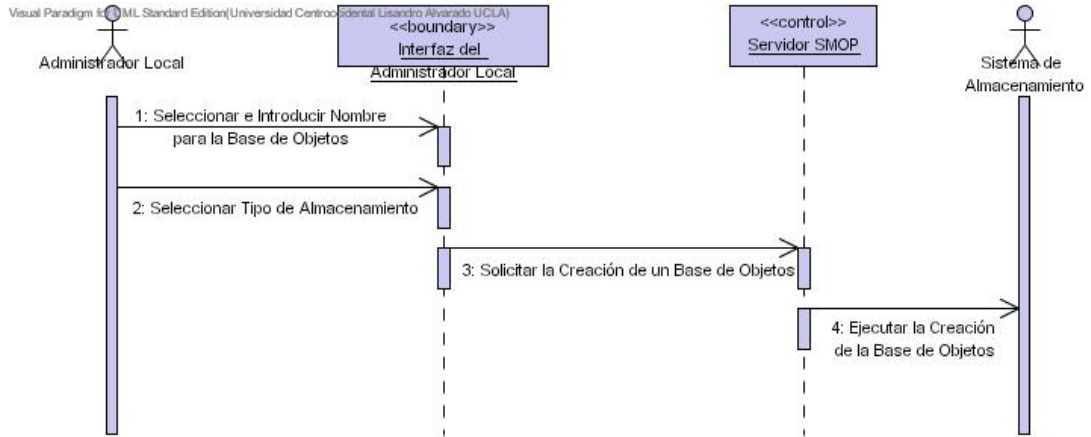 Visual Paradigm for UML Standard Edition(Universidad Centroccidental Lisandro Alvarado UCLA)
Administrador Local
<<boundary>>
Interfaz del
Administrador Local
<<control>>
Servidor SMOP
Sistema de
Almacenamiento
1: Seleccionar e Introducir Nombre
para la Base de Objetos
2: Seleccionar Tipo de Almacenamiento
3: Solicitar la Creación de un Base de Objetos
4: Ejecutar la Creación
de la Base de Objetos